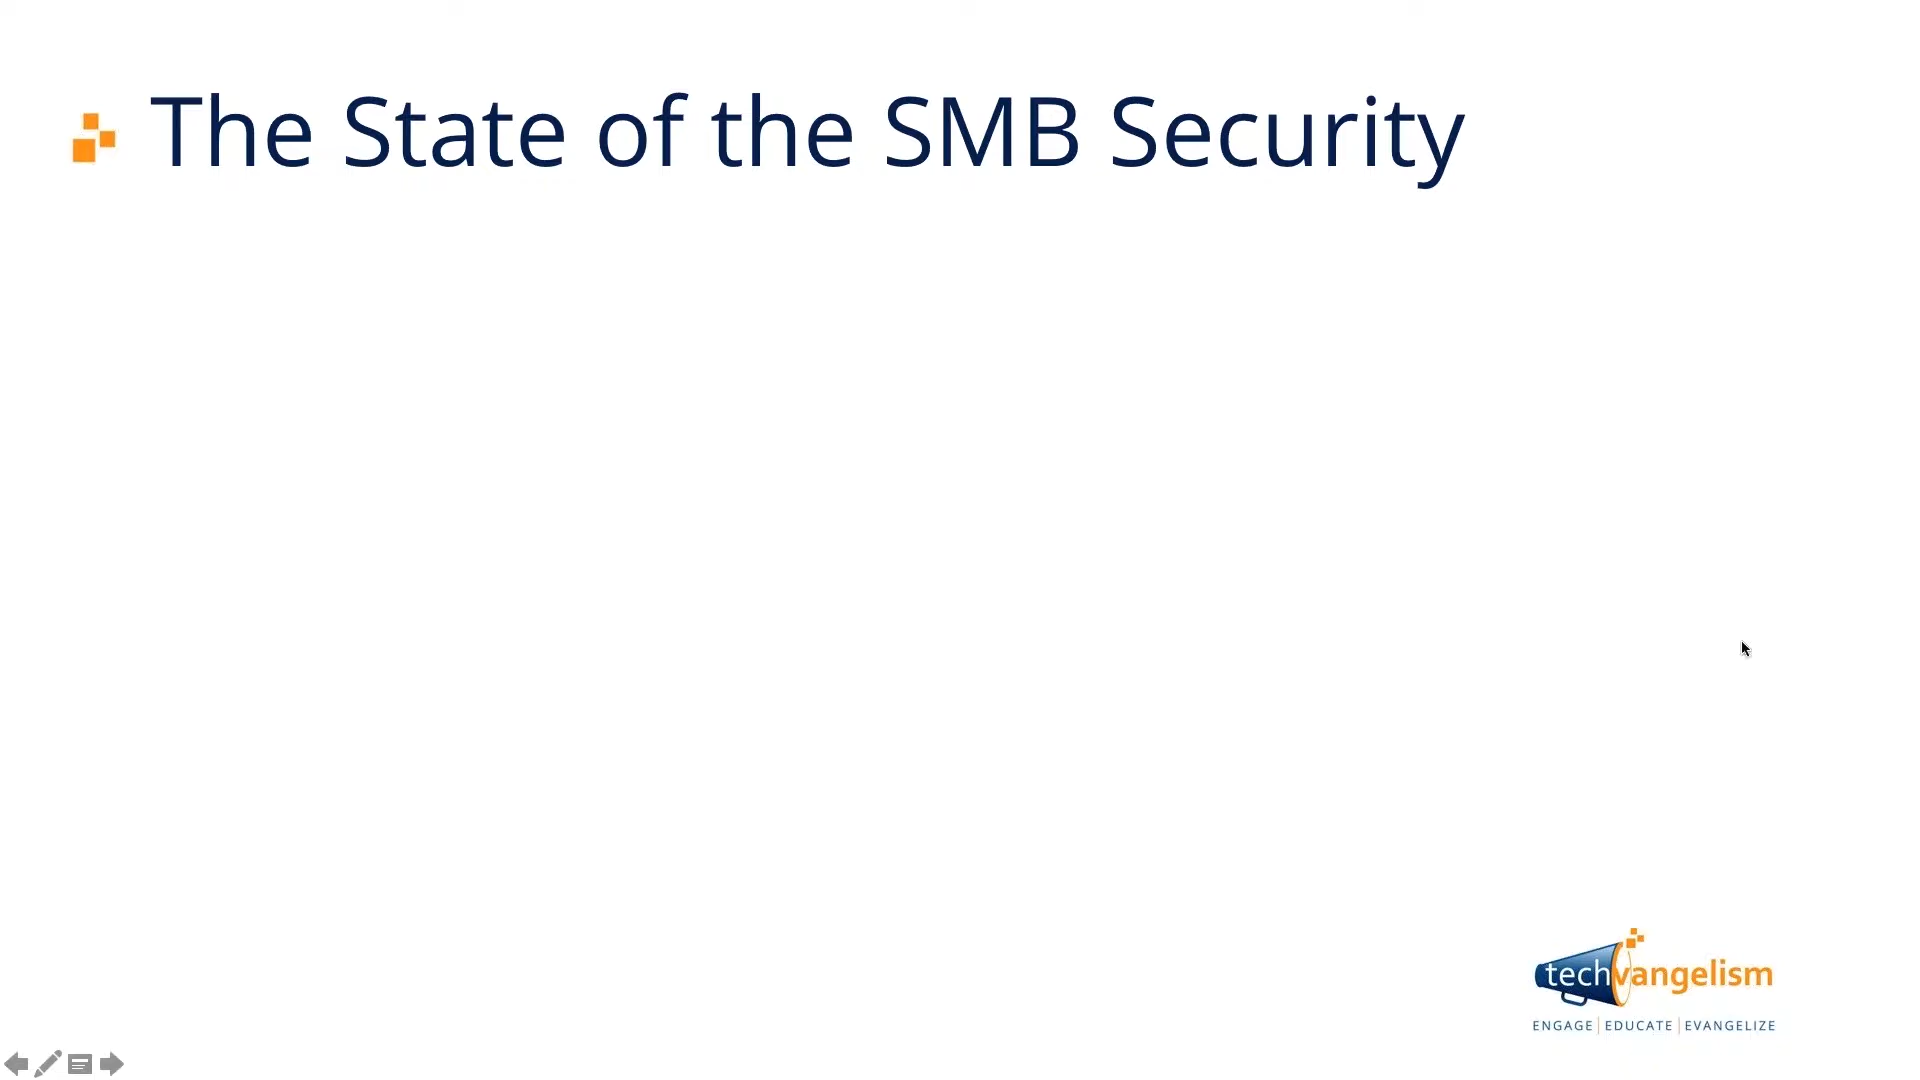 The State of the SMB Security
techvangelism
ENGAGE | EDUCATE | EVANGELIZE